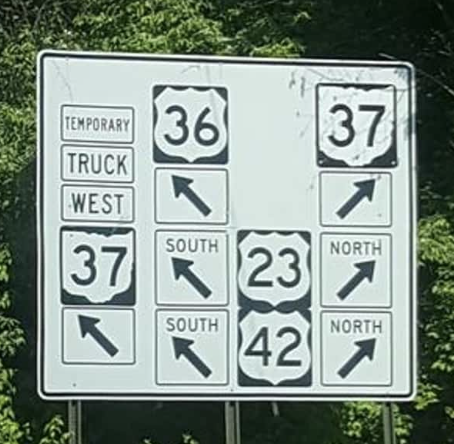 36 37
TEMPORARY
TRUCK
WEST
37 SOUTH 23 NORTH
SOUTH 42 NORTH